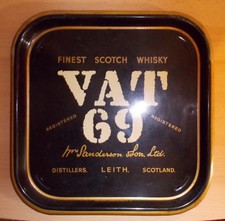 FINEST SCOTCH WHISKY
VAT
69
REGISTERED
REGISTERED
Wm Sanderson & Son, Ltd.
DISTILLERS. LEITH, SCOTLAND.